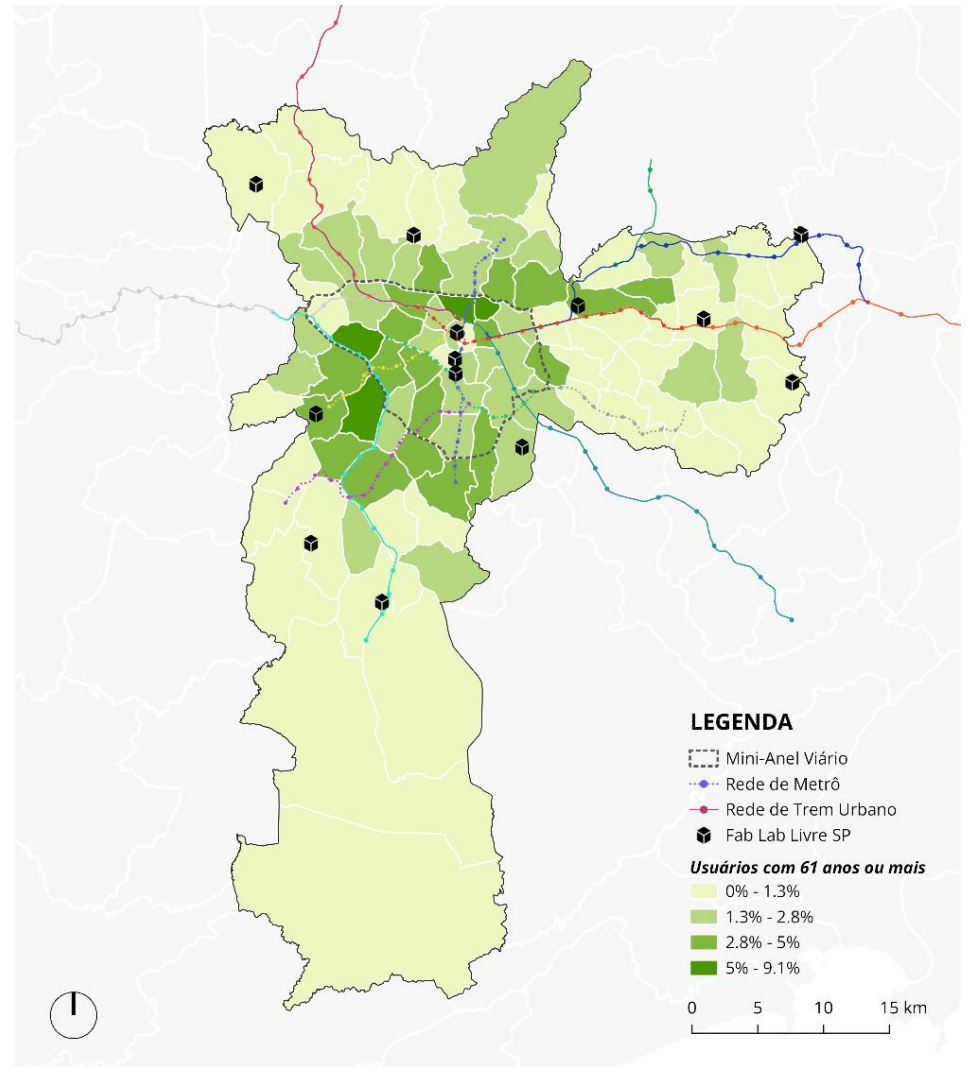 LEGENDA
Mini-Anel Viário
Rede de Metrô
Rede de Trem Urbano
Fab Lab Livre SP
Usuários com 61 anos ou mais
0% - 1.3%
1.3% - 2.8%
2.8% - 5%
5% - 9.1%
0 5 10 15 km